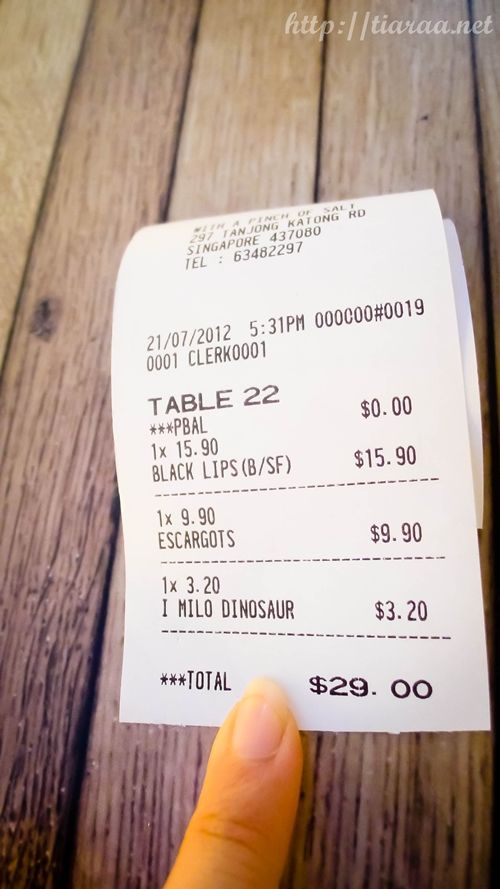 http://tiaraa.net
WITH A PINCH OF SALT
297 TANJONG KATONG RD
SINGAPORE 437080
TEL : 63482297
21/07/2012 5:31PM 000000#0019
0001 CLERK0001
TABLE 22
***PBAL $0.00
1x 15.90
BLACK LIPS(B/SF) $15.90
1x 9.90
ESCARGOTS $9.90
1x 3.20
I MILO DINOSAUR $3.20
***TOTAL $29.00